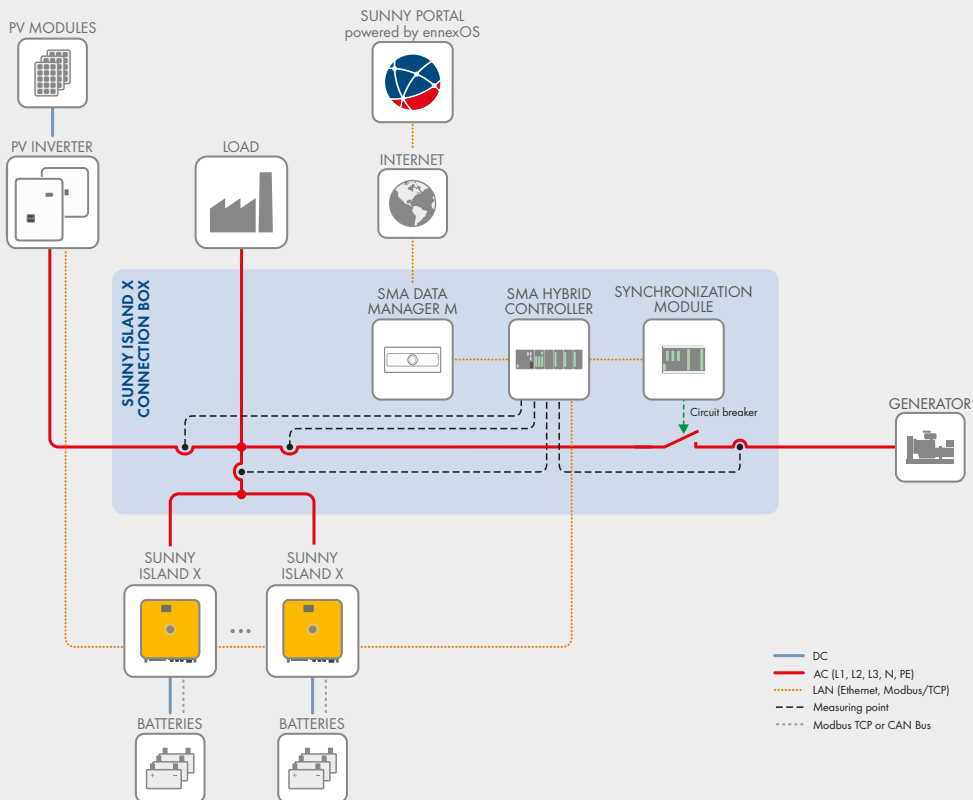 SUNNY PORTAL
powered by ennexOS
PV MODULES
PV INVERTER
LOAD
INTERNET
SUNNY ISLAND X
CONNECTION BOX
SMA DATA
MANAGER M
SMA HYBRID
CONTROLLER
SYNCHRONIZATION
MODULE
Circuit breaker
GENERATOR
SUNNY
ISLAND X
SUNNY
ISLAND X
...
BATTERIES
BATTERIES
DC
AC (L1, L2, L3, N, PE)
LAN (Ethernet, Modbus/TCP)
Measuring point
Modbus TCP or CAN Bus